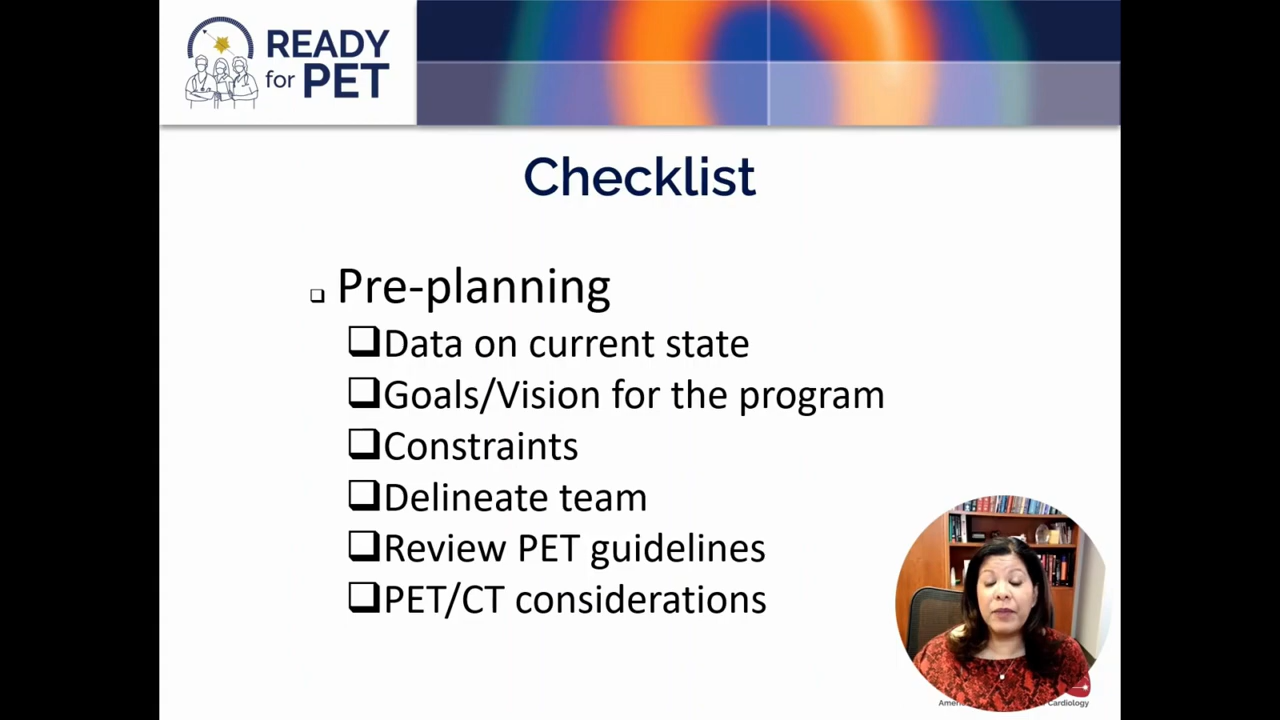 READY
for PET
Checklist
❑ Pre-planning
❑Data on current state
❑Goals/Vision for the program
❑Constraints
❑Delineate team
❑Review PET guidelines
❑PET/CT considerations
Cardiology